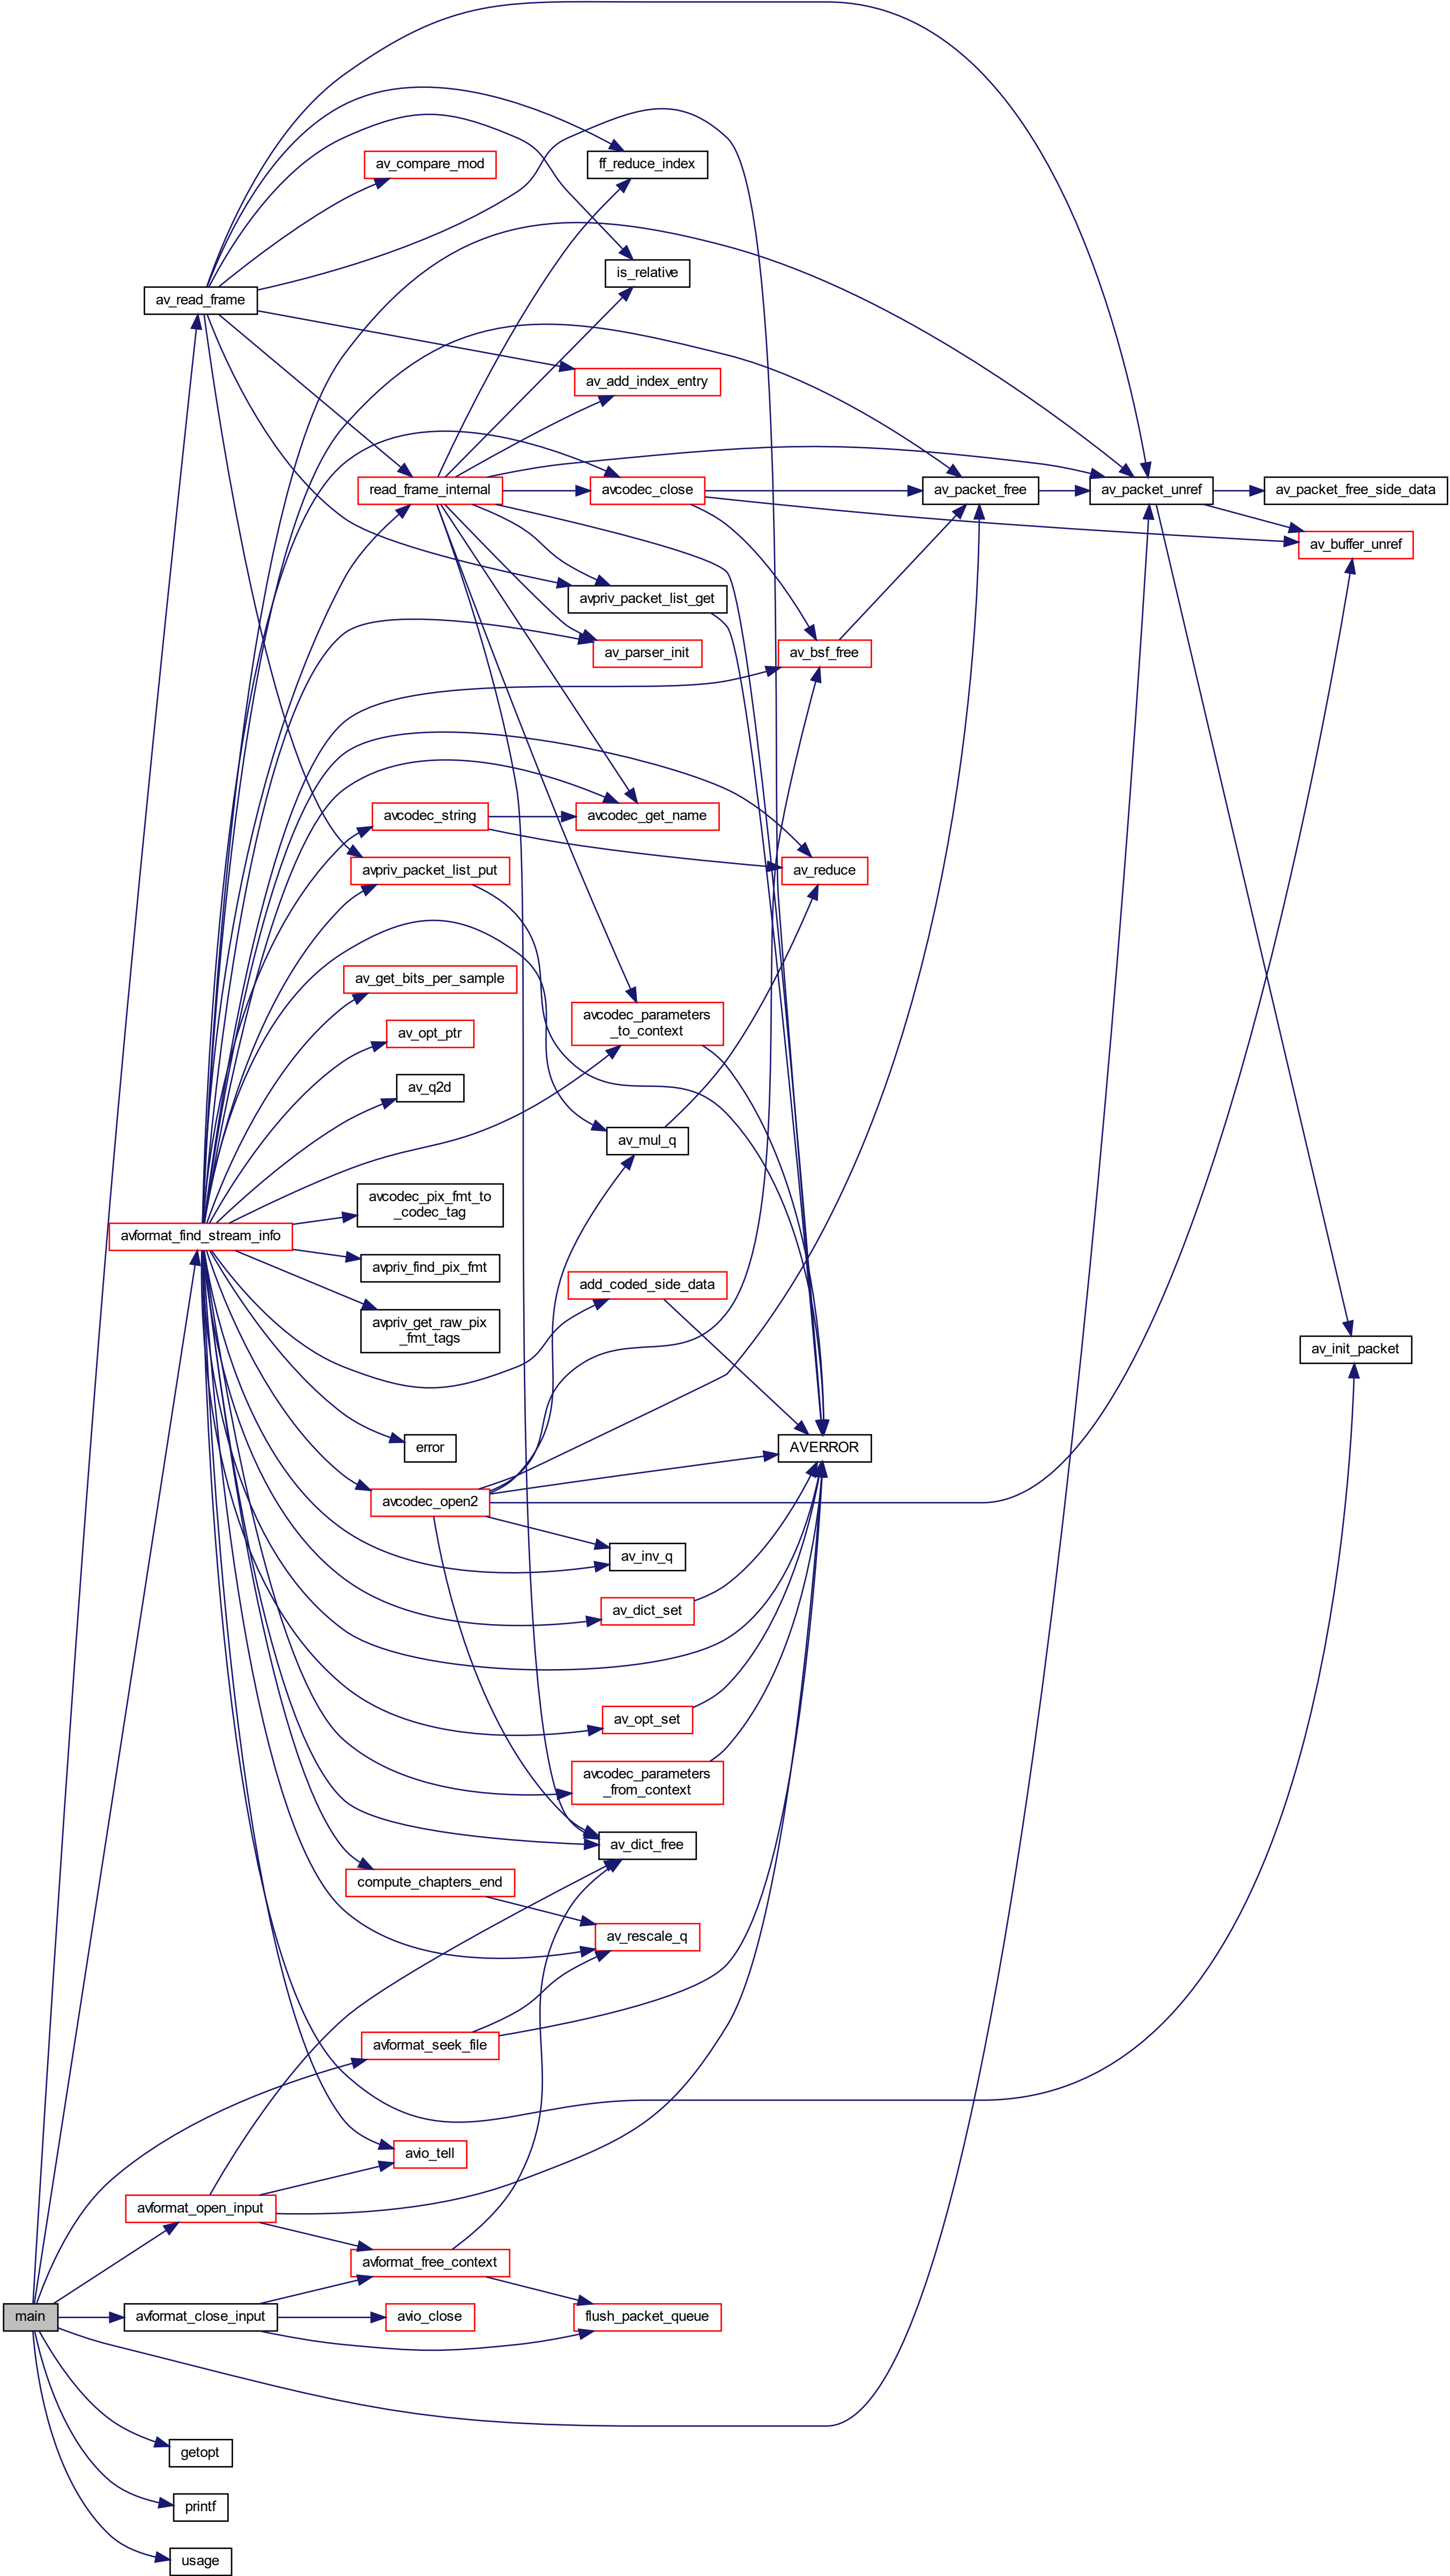 av_compare_mod
ff_reduce_index
is_relative
av_read_frame
av_add_index_entry
read_frame_internal
avcodec_close
av_packet_free
av_packet_unref
av_packet_free_side_data
av_buffer_unref
avpriv_packet_list_get
av_parser_init
av_bsf_free
avcodec_string
avcodec_get_name
avpriv_packet_list_put
av_reduce
av_get_bits_per_sample
avcodec_parameters
_to_context
av_opt_ptr
av_q2d
av_mul_q
avcodec_pix_fmt_to
_codec_tag
avformat_find_stream_info
avpriv_find_pix_fmt
add_coded_side_data
avpriv_get_raw_pix
_fmt_tags
av_init_packet
error
AVERROR
avcodec_open2
av_inv_q
av_dict_set
av_opt_set
avcodec_parameters
_from_context
av_dict_free
compute_chapters_end
av_rescale_q
avformat_seek_file
avio_tell
avformat_open_input
avformat_free_context
main
avformat_close_input
avio_close
flush_packet_queue
getopt
printf
usage